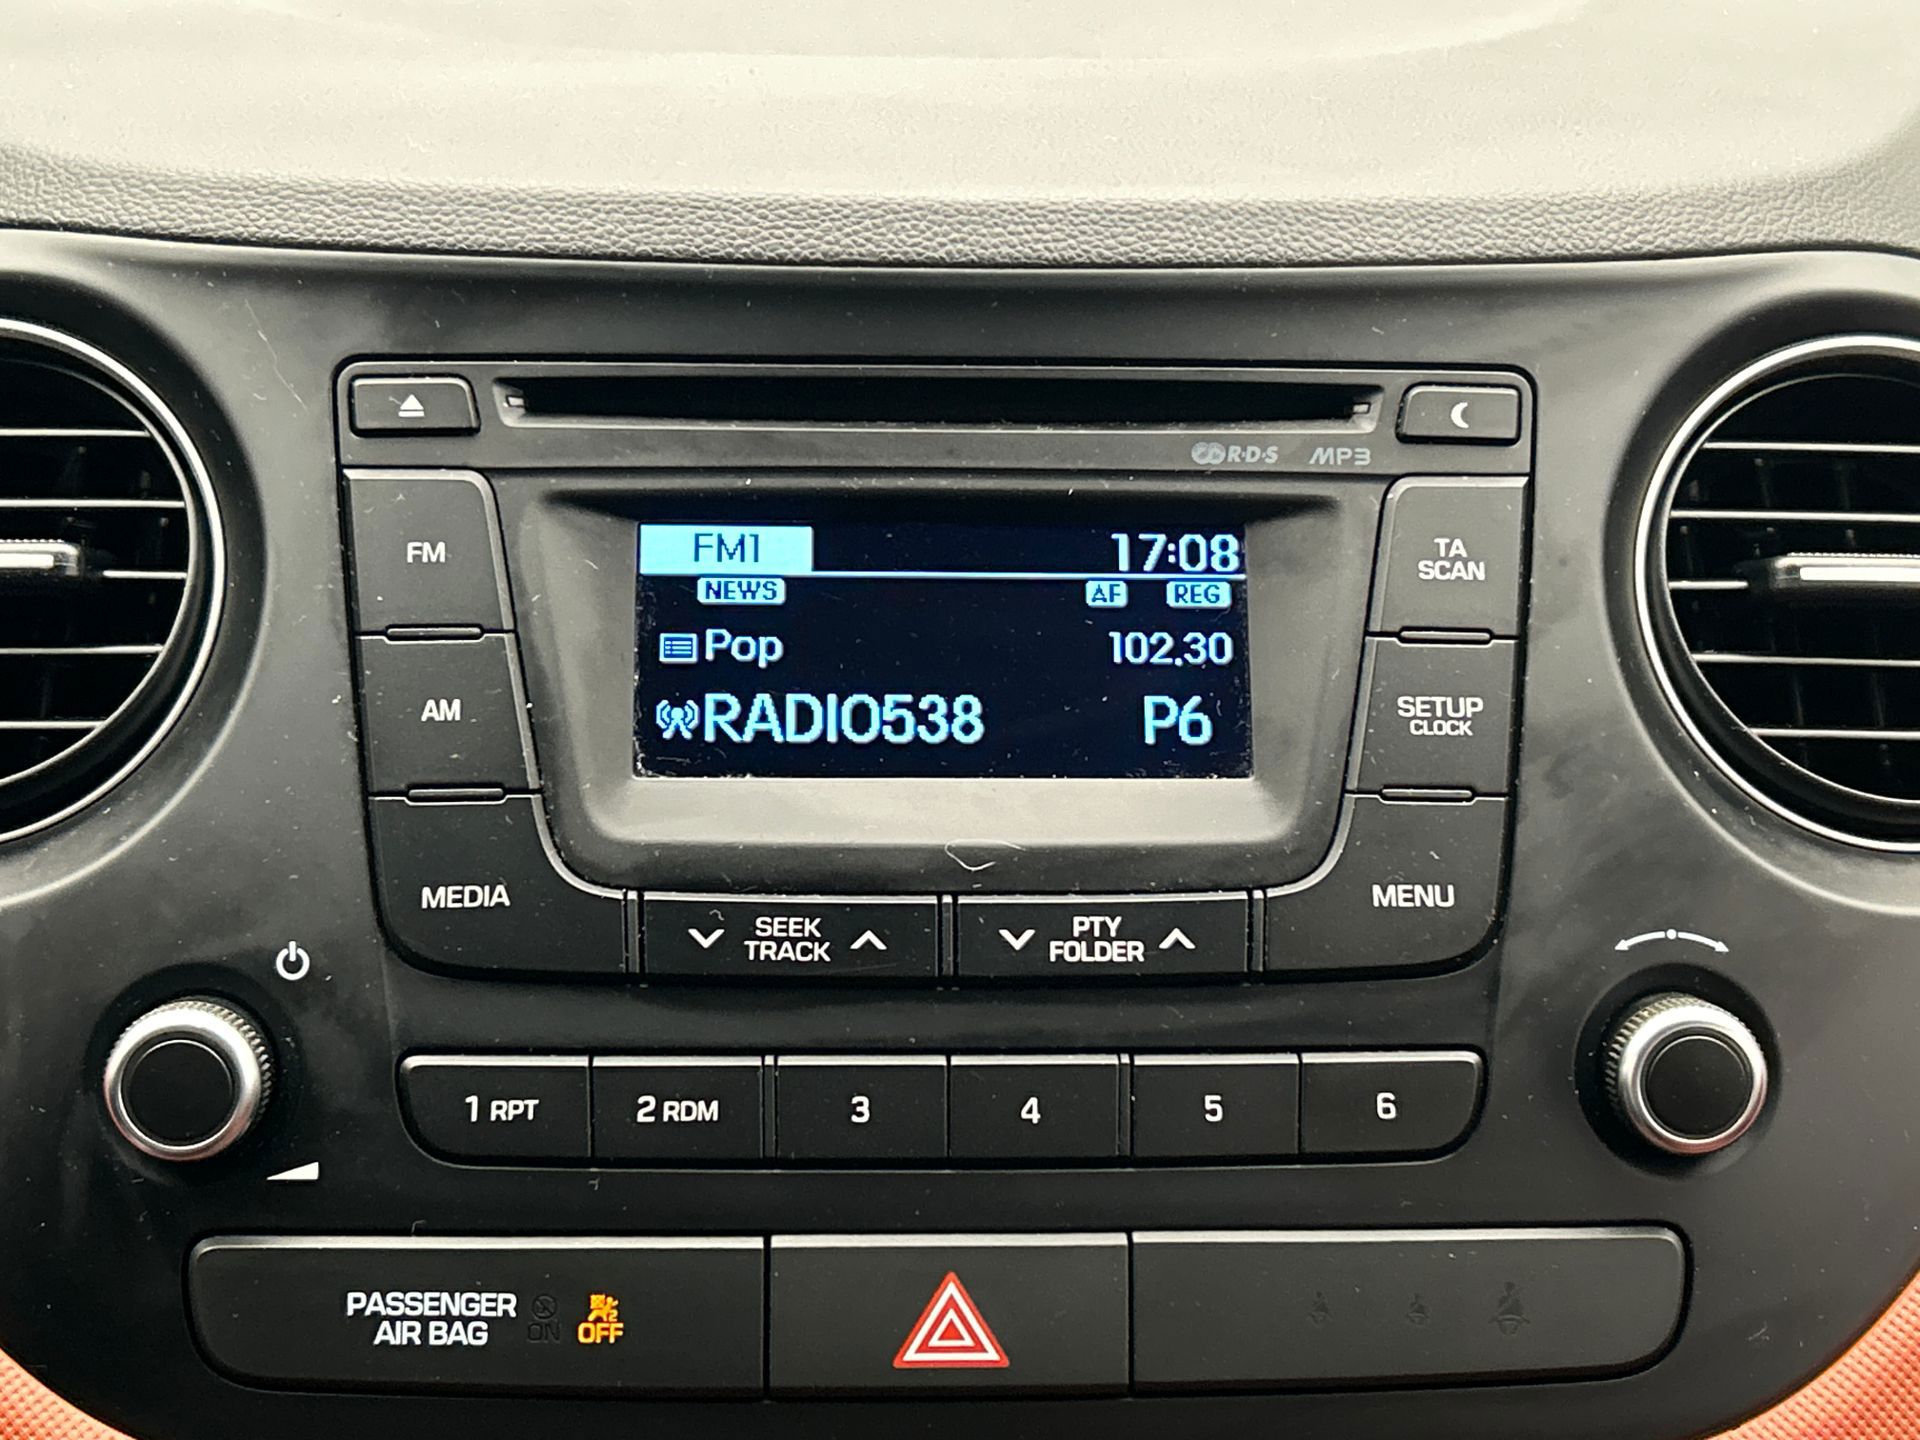 R·D·S MP3
FM
AM
MEDIA
FM1 17:08
NEWS AF REG
Pop 102.30
RADIO538 P6
TA
SCAN
SETUP
CLOCK
MENU
SEEK
TRACK
PTY
FOLDER
1 RPT
2 RDM
3
4
5
6
PASSENGER
AIR BAG
ON
2
OFF